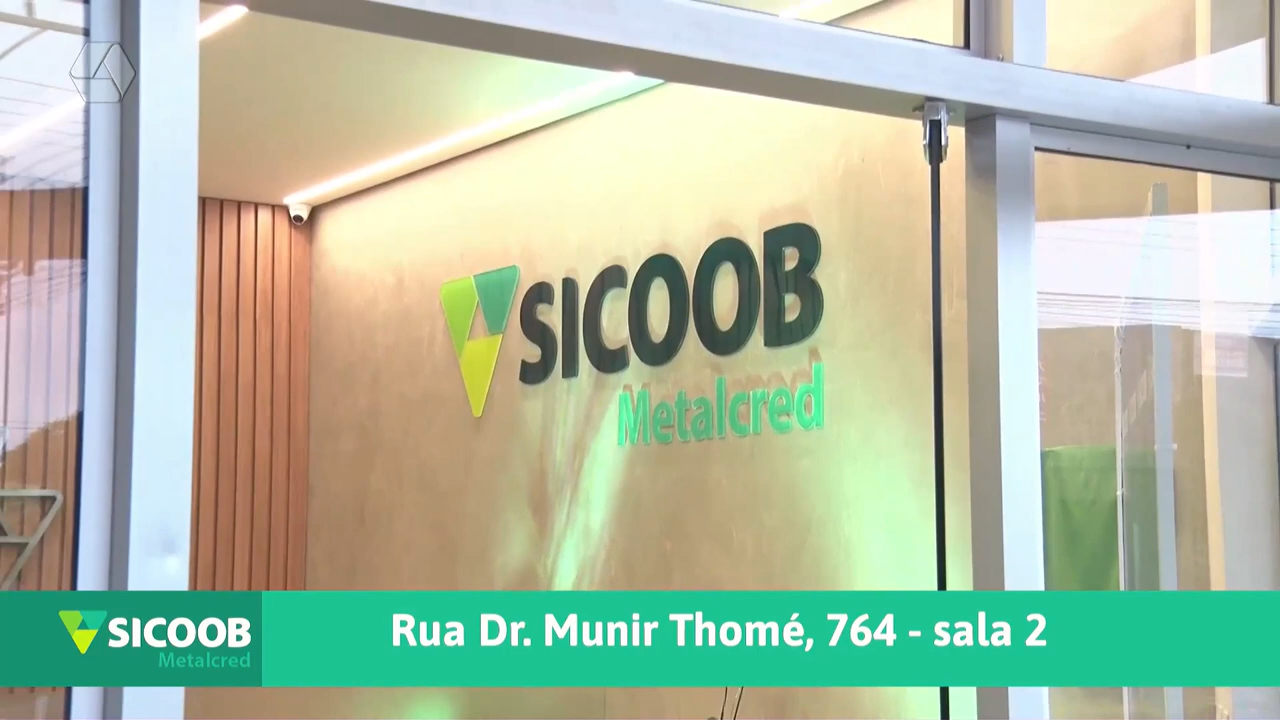 SICOOB
Metalcred
SICOOB
Metalcred
Rua Dr. Munir Thomé, 764 - sala 2